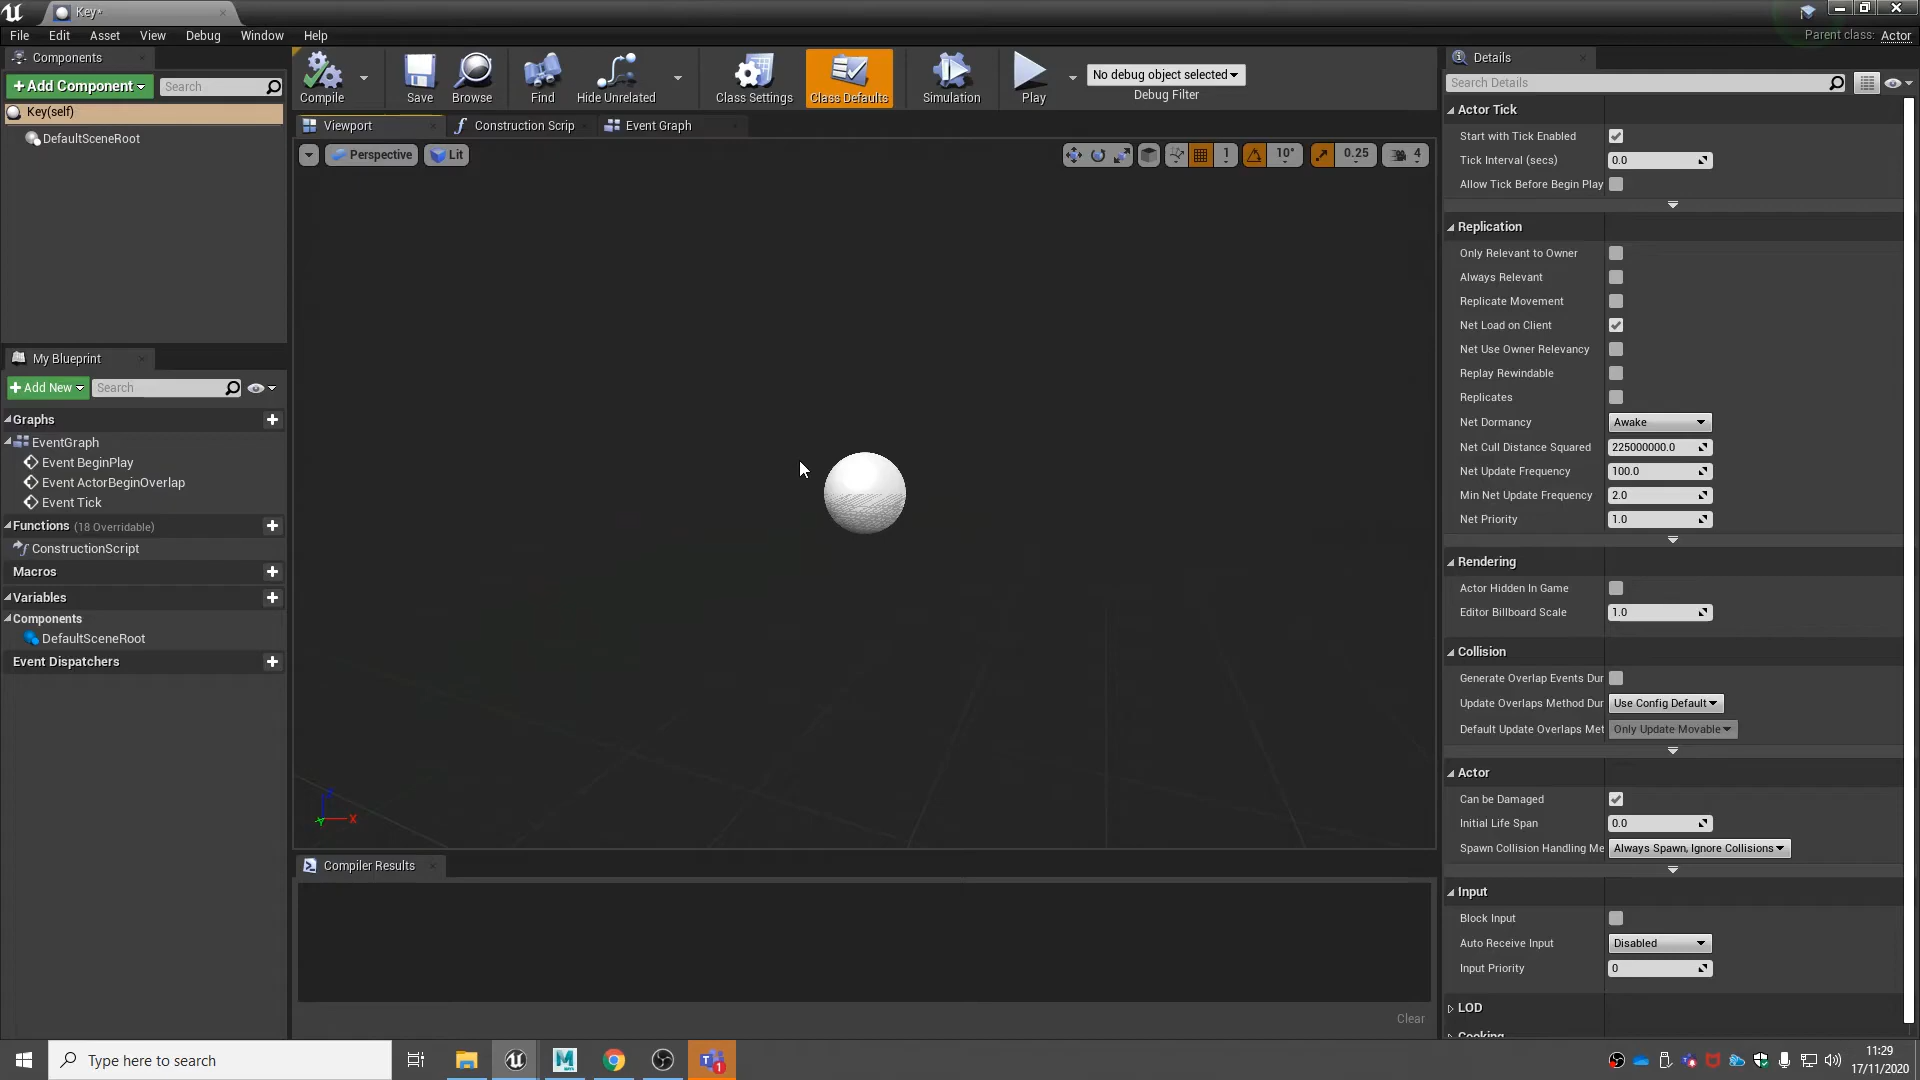 Key*
File Edit Asset View Debug Window Help
Parent class: Actor
Components
Add Component
Search
Key(self)
DefaultSceneRoot
My Blueprint
Add New
Search
Graphs
EventGraph
Event BeginPlay
Event ActorBeginOverlap
Event Tick
Functions (18 Overridable)
ConstructionScript
Macros
Variables
Components
DefaultSceneRoot
Event Dispatchers
Compile
Save
Browse
Find
Hide Unrelated
Class Settings
Class Defaults
Simulation
Play
No debug object selected
Debug Filter
Viewport
Construction Scrip
Event Graph
Perspective
Lit
1
10°
0.25
4
X
Compiler Results
Clear
Details
Search Details
Actor Tick
Start with Tick Enabled
Tick Interval (secs) 0.0
Allow Tick Before Begin Play
Replication
Only Relevant to Owner
Always Relevant
Replicate Movement
Net Load on Client
Net Use Owner Relevancy
Replay Rewindable
Replicates
Net Dormancy Awake
Net Cull Distance Squared 225000000.0
Net Update Frequency 100.0
Min Net Update Frequency 2.0
Net Priority 1.0
Rendering
Actor Hidden In Game
Editor Billboard Scale 1.0
Collision
Generate Overlap Events Dur
Update Overlaps Method Dur Use Config Default
Default Update Overlaps Met Only Update Movable
Actor
Can be Damaged
Initial Life Span 0.0
Spawn Collision Handling Me Always Spawn, Ignore Collisions
Input
Block Input
Auto Receive Input Disabled
Input Priority 0
LOD
Cooking
Type here to search
11:29
17/11/2020